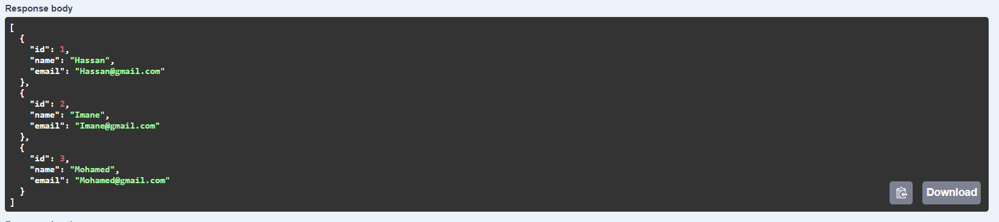 Response body
[
  {
    "id": 1,
    "name": "Hassan",
    "email": "Hassan@gmail.com"
  },
  {
    "id": 2,
    "name": "Imane",
    "email": "Imane@gmail.com"
  },
  {
    "id": 3,
    "name": "Mohamed",
    "email": "Mohamed@gmail.com"
  }
]
Download